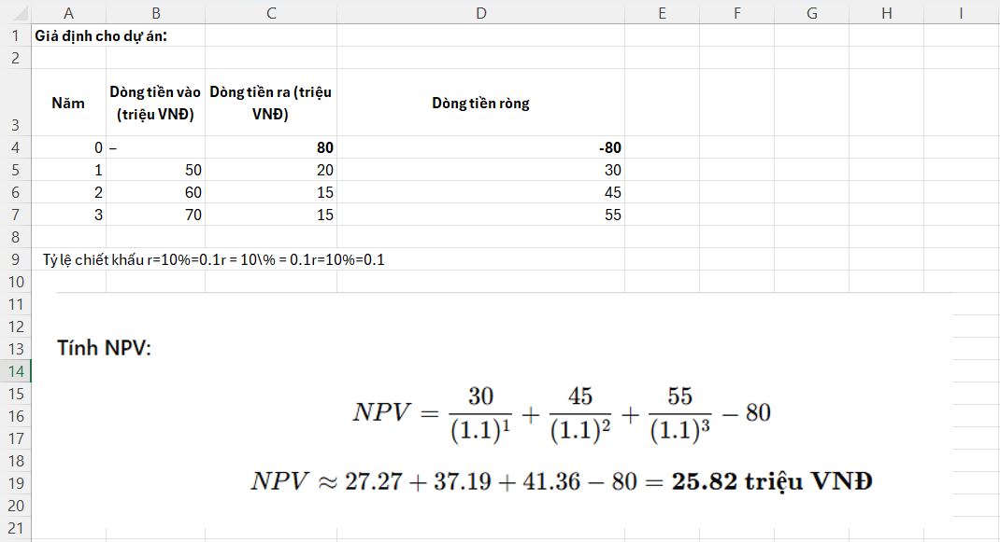 A B C D E F G H I
1 Giả định cho dự án:
2
3 Năm Dòng tiền vào (triệu VNĐ) Dòng tiền ra (triệu VNĐ) Dòng tiền ròng
4 0 – 80 -80
5 1 50 20 30
6 2 60 15 45
7 3 70 15 55
8
9 Tỷ lệ chiết khấu r=10%=0.1r = 10\% = 0.1r=10%=0.1
10
11
12
13 Tính NPV:
14
15
16 NPV = 30/(1.1)¹ + 45/(1.1)² + 55/(1.1)³ − 80
17
18
19 NPV ≈ 27.27 + 37.19 + 41.36 − 80 = 25.82 triệu VNĐ
20
21